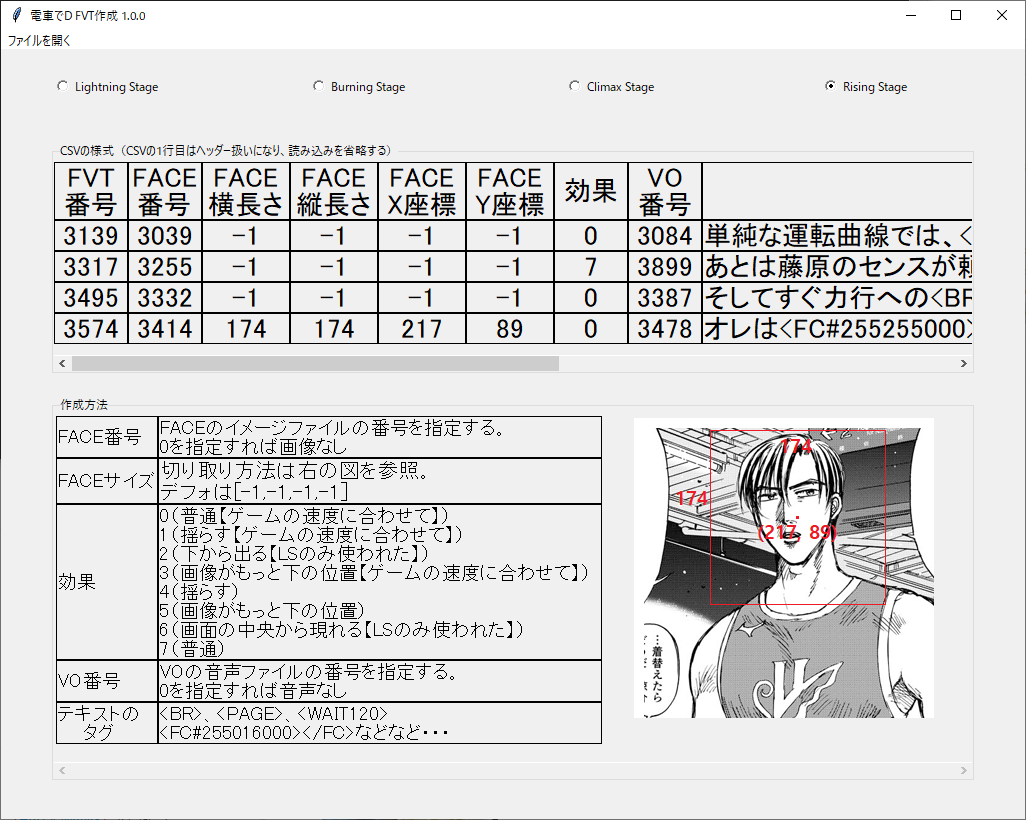 電車でD FVT作成 1.0.0
ファイルを開く
Lightning Stage
Burning Stage
Climax Stage
Rising Stage
CSVの様式（CSVの1行目はヘッダー扱いになり、読み込みを省略する）
FVT番号 FACE番号 FACE横長さ FACE縦長さ FACEX座標 FACEY座標 効果 VO番号
3139 3039 -1 -1 -1 -1 0 3084 単純な運転曲線では、<
3317 3255 -1 -1 -1 -1 7 3899 あとは藤原のセンスが頼
3495 3332 -1 -1 -1 -1 0 3387 そしてすぐ力行への<BR
3574 3414 174 174 217 89 0 3478 オレは<FC#255255000>
作成方法
FACE番号
FACEのイメージファイルの番号を指定する。
0を指定すれば画像なし
FACEサイズ
切り取り方法は右の図を参照。
デフォは[-1,-1,-1,-1]
効果
0（普通【ゲームの速度に合わせて】）
1（揺らす【ゲームの速度に合わせて】）
2（下から出る【LSのみ使われた】）
3（画像がもっと下の位置【ゲームの速度に合わせて】）
4（揺らす）
5（画像がもっと下の位置）
6（画面の中央から現れる【LSのみ使われた】）
7（普通）
VO番号
VOの音声ファイルの番号を指定する。
0を指定すれば音声なし
テキストの
タグ
<BR>、<PAGE>、<WAIT120>
<FC#255016000></FC>などなど・・・
174
174
(217, 89)
…着替えたら